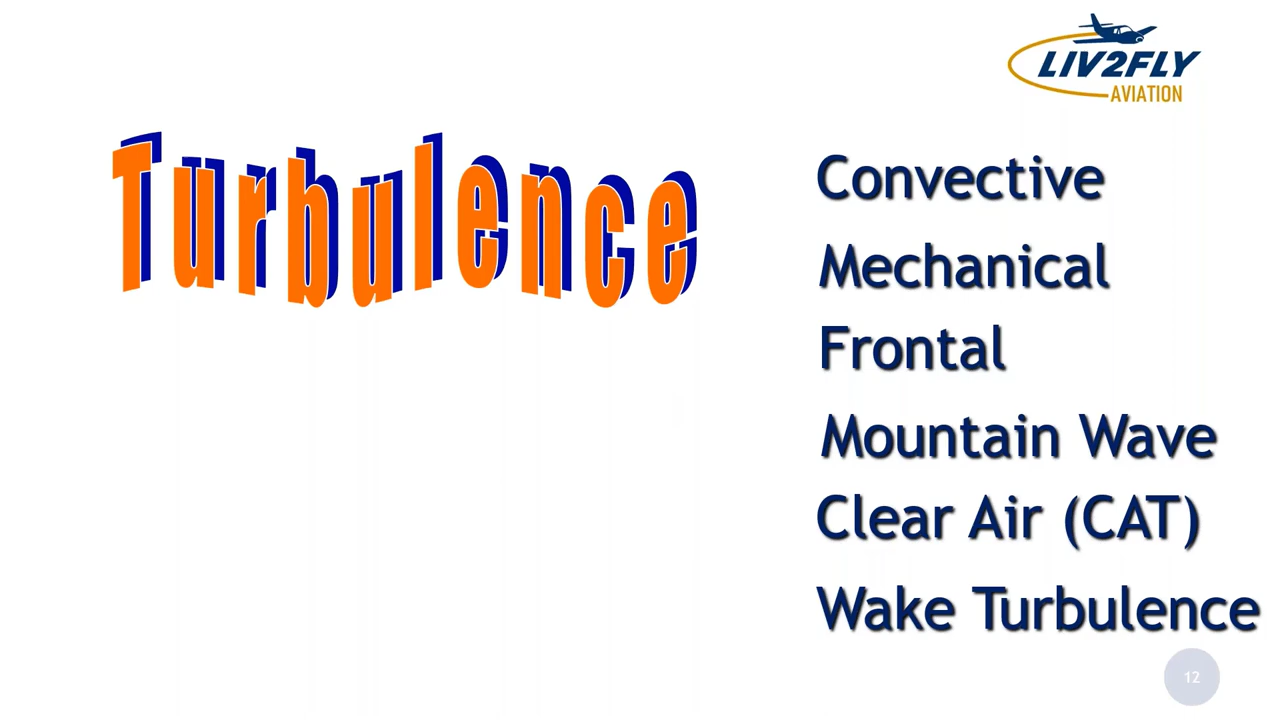 LIV2FLY
AVIATION
Turbulence
Convective
Mechanical
Frontal
Mountain Wave
Clear Air (CAT)
Wake Turbulence
12